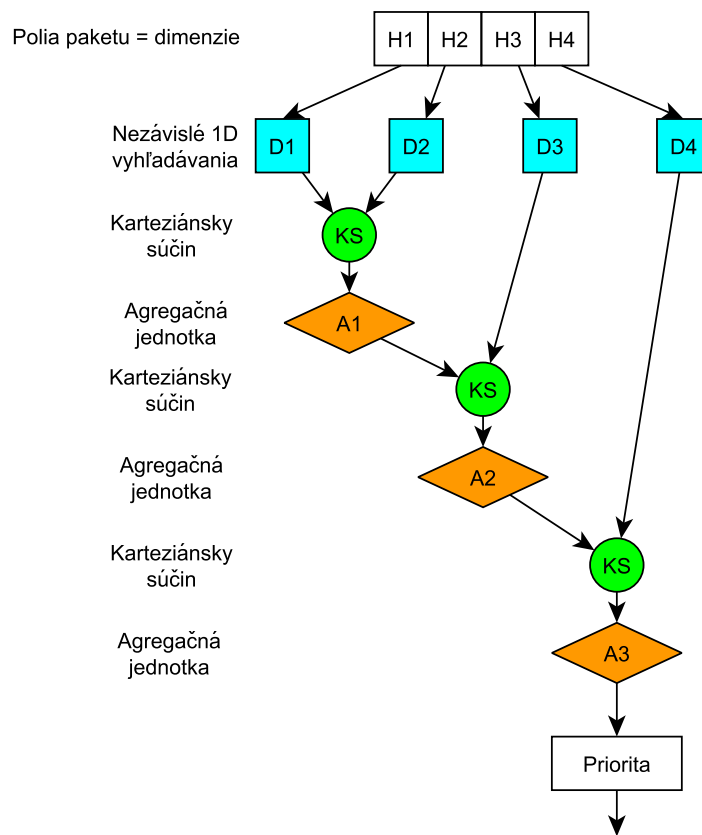 Polia paketu = dimenzie
H1 H2 H3 H4
Nezávislé 1D
vyhľadávania
D1 D2 D3 D4
Karteziánsky
súčin
KS
Agregačná
jednotka
A1
Karteziánsky
súčin
KS
Agregačná
jednotka
A2
Karteziánsky
súčin
KS
Agregačná
jednotka
A3
Priorita